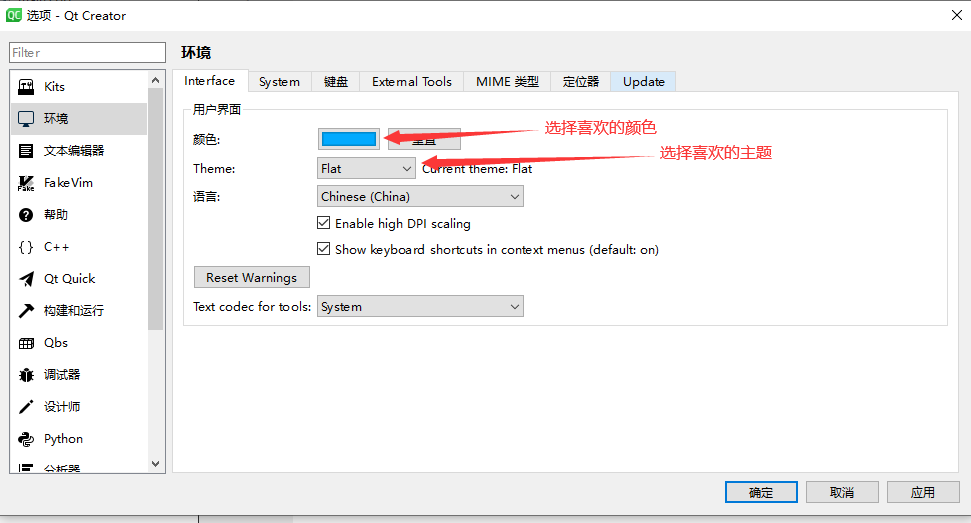 选项 - Qt Creator
Filter
环境
Kits
环境
文本编辑器
FakeVim
帮助
C++
Qt Quick
构建和运行
Qbs
调试器
设计师
Python
分析器
Interface System 键盘 External Tools MIME 类型 定位器 Update
用户界面
颜色: 重置 选择喜欢的颜色
Theme: Flat Current theme: Flat 选择喜欢的主题
语言: Chinese (China)
Enable high DPI scaling
Show keyboard shortcuts in context menus (default: on)
Reset Warnings
Text codec for tools: System
确定 取消 应用